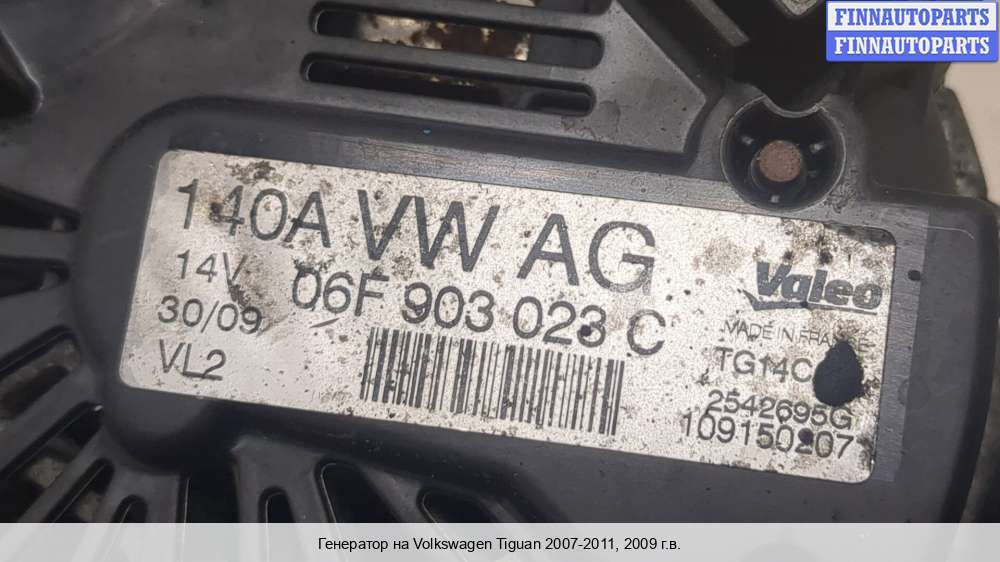 FINNAUTOPARTS
FINNAUTOPARTS
140A VW AG
14V 06F 903 023 C
30/09
VL2
Valeo
MADE IN FRANCE
TG14C
2542695G
109150207
Генератор на Volkswagen Tiguan 2007-2011, 2009 г.в.